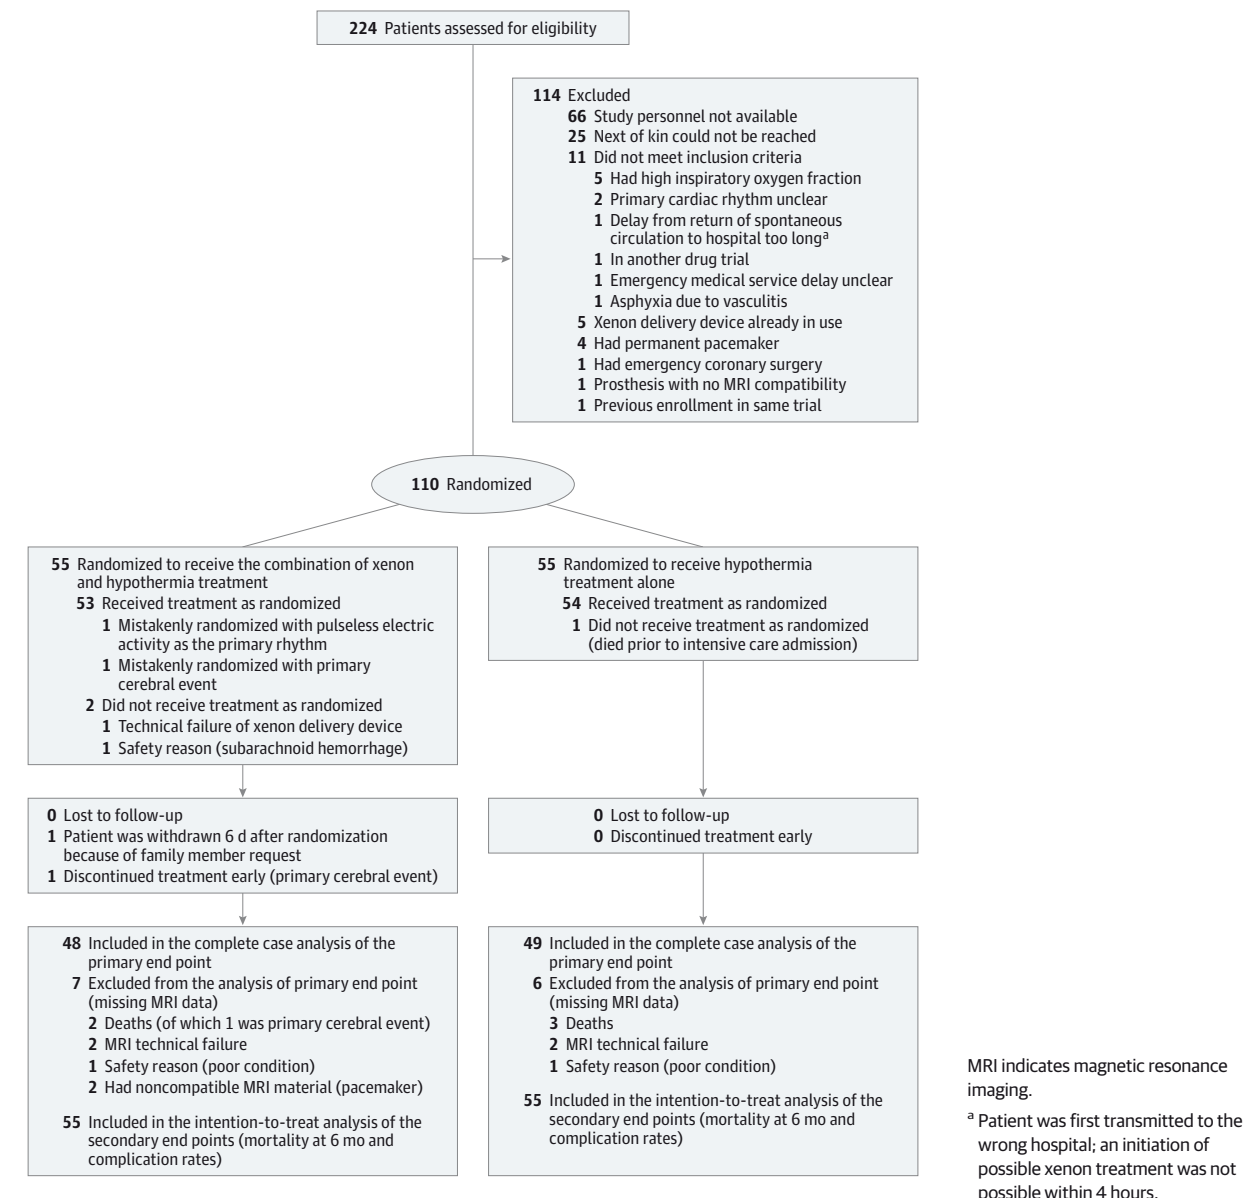 224 Patients assessed for eligibility
114 Excluded
66 Study personnel not available
25 Next of kin could not be reached
11 Did not meet inclusion criteria
5 Had high inspiratory oxygen fraction
2 Primary cardiac rhythm unclear
1 Delay from return of spontaneous
circulation to hospital too longa
1 In another drug trial
1 Emergency medical service delay unclear
1 Asphyxia due to vasculitis
5 Xenon delivery device already in use
4 Had permanent pacemaker
1 Had emergency coronary surgery
1 Prosthesis with no MRI compatibility
1 Previous enrollment in same trial
110 Randomized
55 Randomized to receive the combination of xenon
and hypothermia treatment
53 Received treatment as randomized
1 Mistakenly randomized with pulseless electric
activity as the primary rhythm
1 Mistakenly randomized with primary
cerebral event
2 Did not receive treatment as randomized
1 Technical failure of xenon delivery device
1 Safety reason (subarachnoid hemorrhage)
55 Randomized to receive hypothermia
treatment alone
54 Received treatment as randomized
1 Did not receive treatment as randomized
(died prior to intensive care admission)
0 Lost to follow-up
1 Patient was withdrawn 6 d after randomization
because of family member request
1 Discontinued treatment early (primary cerebral event)
0 Lost to follow-up
0 Discontinued treatment early
48 Included in the complete case analysis of the
primary end point
7 Excluded from the analysis of primary end point
(missing MRI data)
2 Deaths (of which 1 was primary cerebral event)
2 MRI technical failure
1 Safety reason (poor condition)
2 Had noncompatible MRI material (pacemaker)
55 Included in the intention-to-treat analysis of the
secondary end points (mortality at 6 mo and
complication rates)
49 Included in the complete case analysis of the
primary end point
6 Excluded from the analysis of primary end point
(missing MRI data)
3 Deaths
2 MRI technical failure
1 Safety reason (poor condition)
55 Included in the intention-to-treat analysis of the
secondary end points (mortality at 6 mo and
complication rates)
MRI indicates magnetic resonance
imaging.
a Patient was first transmitted to the
wrong hospital; an initiation of
possible xenon treatment was not
possible within 4 hours.